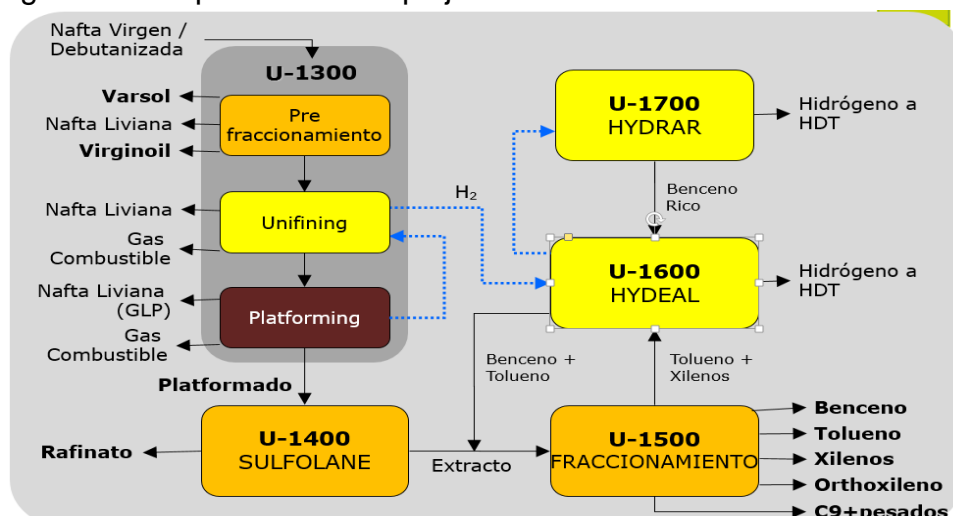 Nafta Virgen /
Debutanizada
U-1300
Varsol
Nafta Liviana
Virginoil
Pre
fraccionamiento
Nafta Liviana
Gas
Combustible
Unifining
H₂
Nafta Liviana
(GLP)
Gas
Combustible
Platforming
Platformado
Rafinato
U-1400
SULFOLANE
Extracto
Benceno +
Tolueno
U-1700
HYDRAR
Hidrógeno a
HDT
Benceno
Rico
U-1600
HYDEAL
Hidrógeno a
HDT
Tolueno +
Xilenos
U-1500
FRACCIONAMIENTO
Benceno
Tolueno
Xilenos
Orthoxileno
C9+pesados